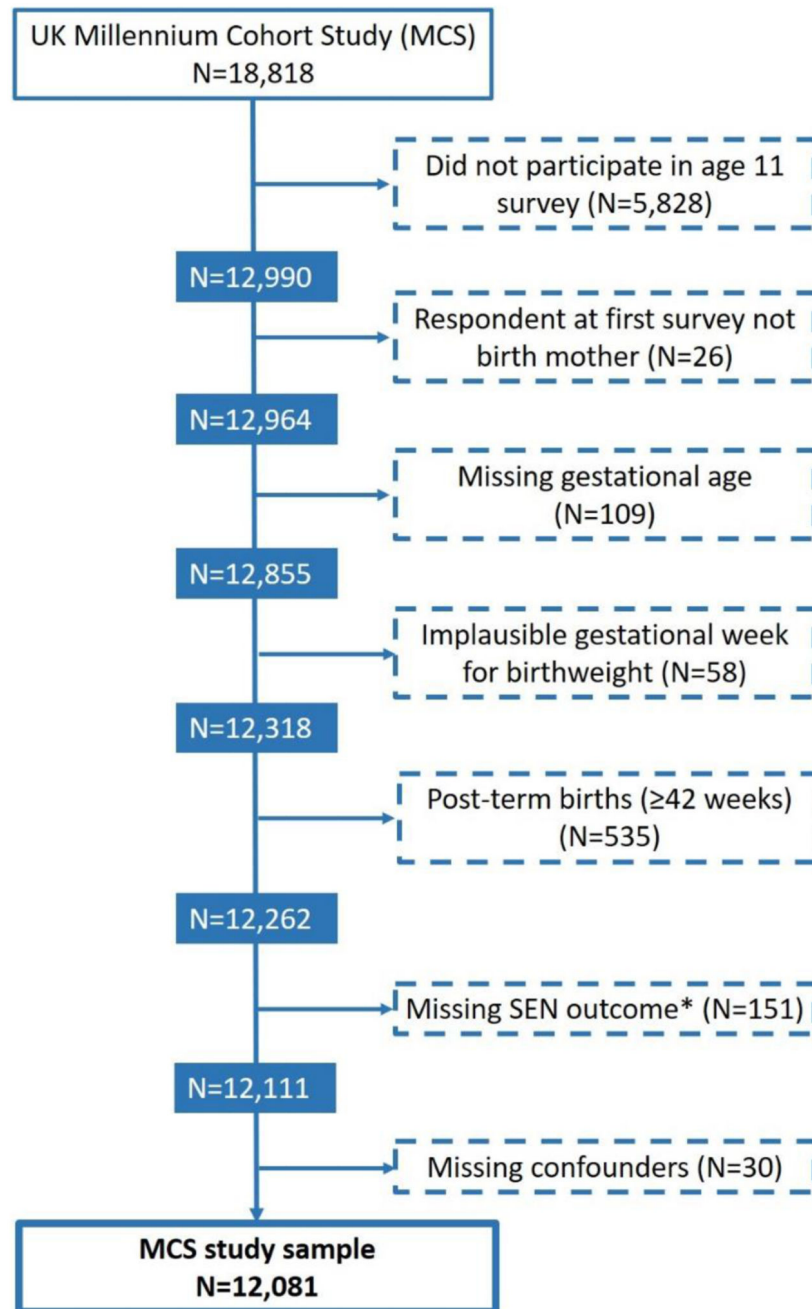 UK Millennium Cohort Study (MCS)
N=18,818
Did not participate in age 11
survey (N=5,828)
N=12,990
Respondent at first survey not
birth mother (N=26)
N=12,964
Missing gestational age
(N=109)
N=12,855
Implausible gestational week
for birthweight (N=58)
N=12,318
Post-term births (≥42 weeks)
(N=535)
N=12,262
Missing SEN outcome* (N=151)
N=12,111
Missing confounders (N=30)
MCS study sample
N=12,081